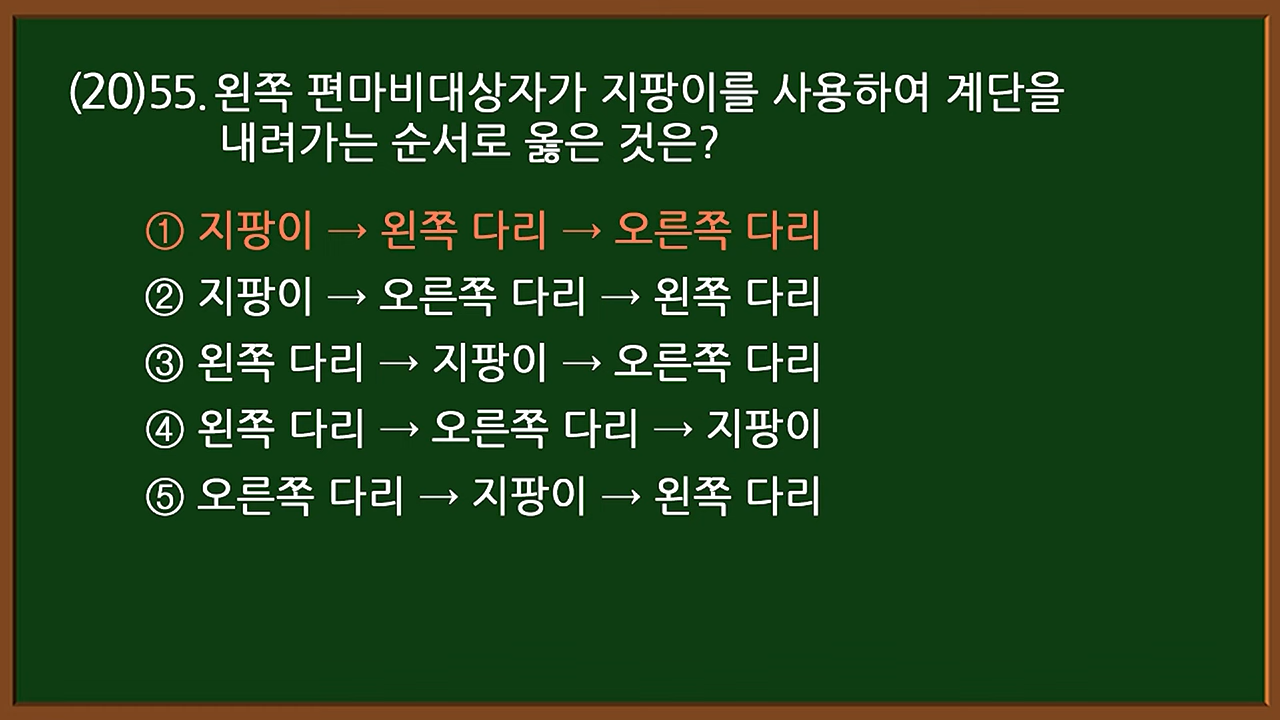 (20)55. 왼쪽 편마비대상자가 지팡이를 사용하여 계단을
내려가는 순서로 옳은 것은?
① 지팡이 → 왼쪽 다리 → 오른쪽 다리
② 지팡이 → 오른쪽 다리 → 왼쪽 다리
③ 왼쪽 다리 → 지팡이 → 오른쪽 다리
④ 왼쪽 다리 → 오른쪽 다리 → 지팡이
⑤ 오른쪽 다리 → 지팡이 → 왼쪽 다리